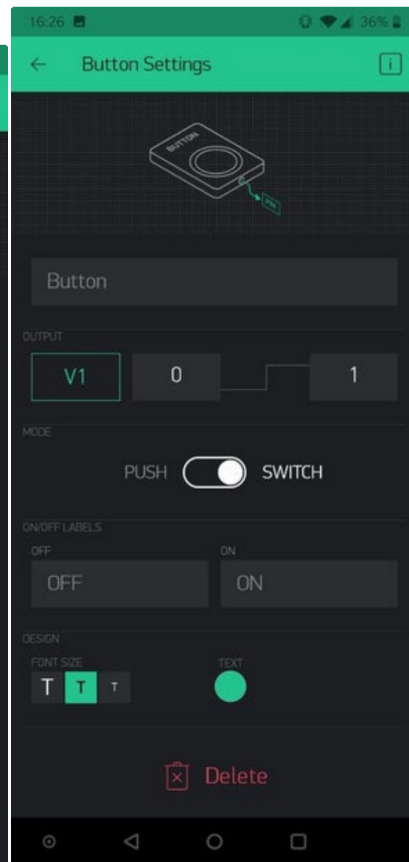 16:26 36%
Button Settings i
BUTTON
PIN
Button
OUTPUT
V1 0 1
MODE
PUSH SWITCH
ON/OFF LABELS
OFF ON
OFF ON
DESIGN
FONT SIZE TEXT
T T T
Delete